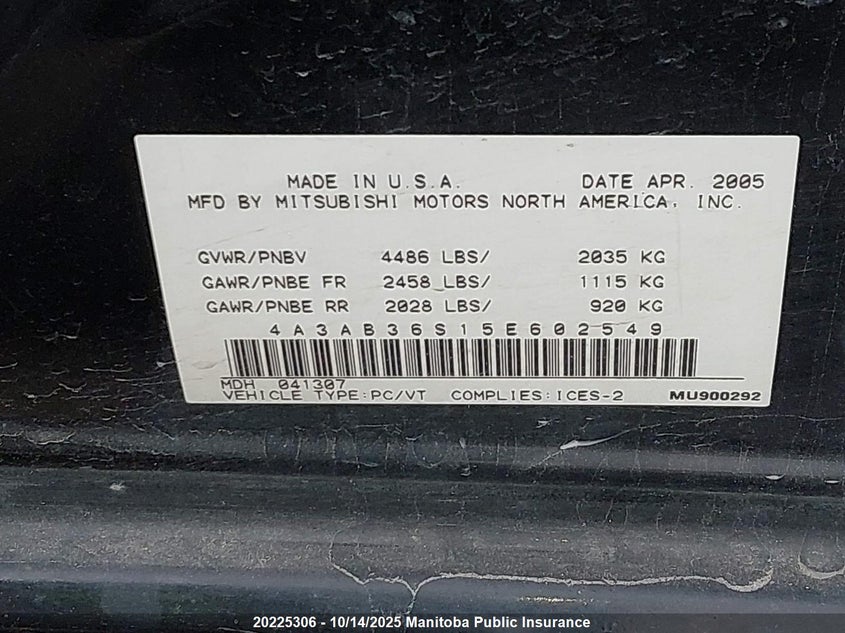 MADE IN U.S.A. DATE APR. 2005
MFD BY MITSUBISHI MOTORS NORTH AMERICA, INC.
GVWR/PNBV 4486 LBS/ 2035 KG
GAWR/PNBE FR 2458 LBS/ 1115 KG
GAWR/PNBE RR 2028 LBS/ 920 KG
4A3AB36S15E602549
MDH 041307
VEHICLE TYPE:PC/VT COMPLIES:ICES-2 MU900292
20225306 - 10/14/2025 Manitoba Public Insurance